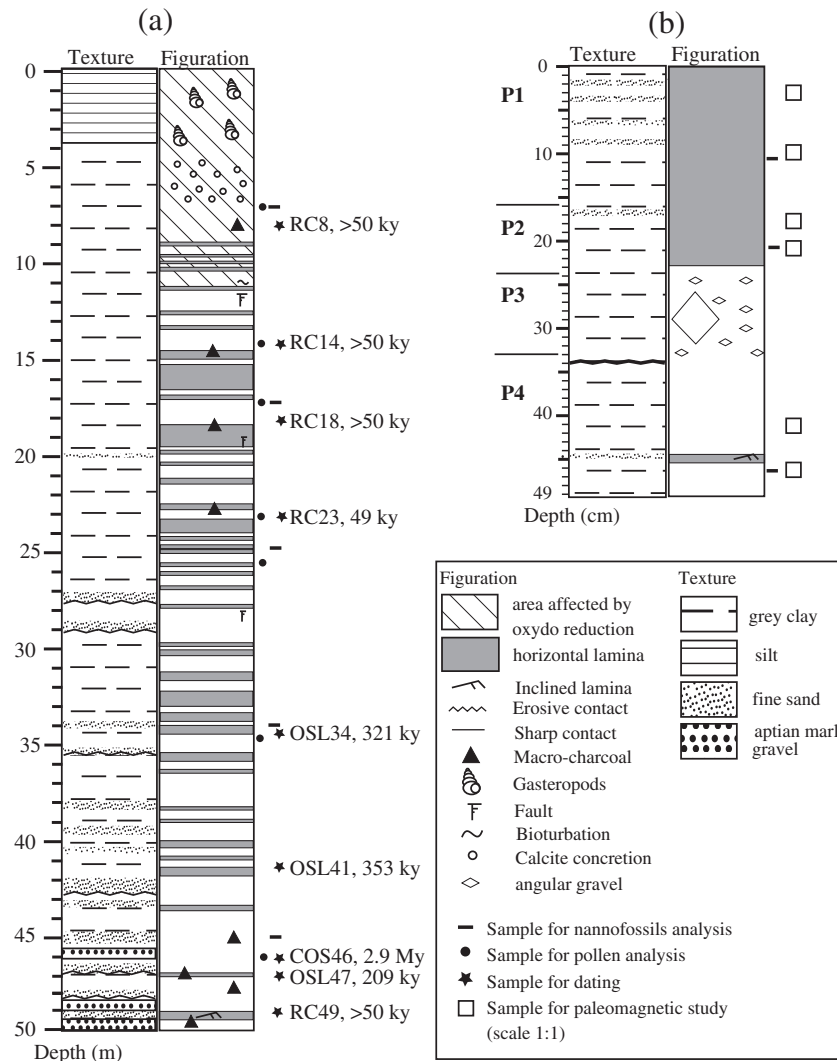 (a)
Texture Figuration
0
5
10
15
20
25
30
35
40
45
50
RC8, >50 ky
RC14, >50 ky
RC18, >50 ky
RC23, 49 ky
OSL34, 321 ky
OSL41, 353 ky
COS46, 2.9 My
OSL47, 209 ky
RC49, >50 ky
Depth (m)
(b)
Texture Figuration
0
10
20
30
40
49
P1
P2
P3
P4
Depth (cm)
Figuration
area affected by
oxydo reduction
horizontal lamina
Inclined lamina
Erosive contact
Sharp contact
Macro-charcoal
Gasteropods
Fault
Bioturbation
Calcite concretion
angular gravel
Texture
grey clay
silt
fine sand
aptian marl
gravel
Sample for nannofossils analysis
Sample for pollen analysis
Sample for dating
Sample for paleomagnetic study
(scale 1:1)